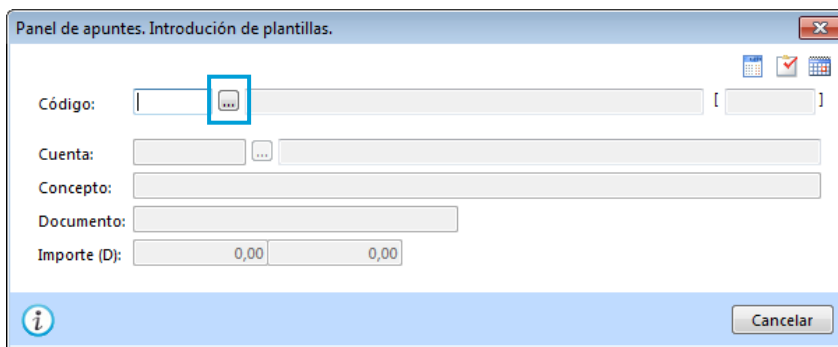 Panel de apuntes. Introdución de plantillas.
Código: ... [ ]
Cuenta: ...
Concepto:
Documento:
Importe (D): 0,00 0,00
i Cancelar